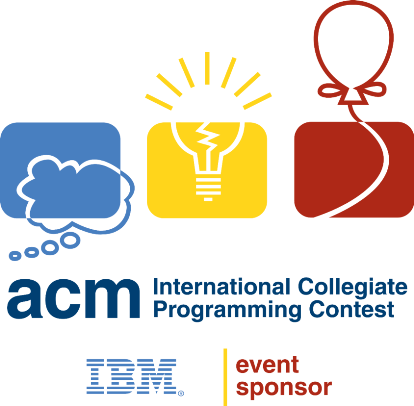 acm International Collegiate
Programming Contest
IBM® event
sponsor